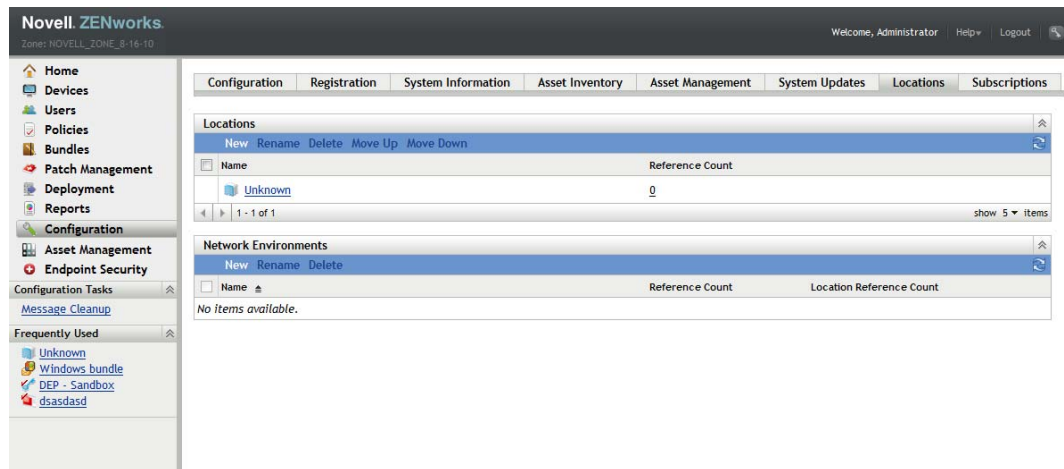 Novell. ZENworks.
Zone: NOVELL_ZONE_8-16-10
Welcome, Administrator Help Logout
Home
Devices
Users
Policies
Bundles
Patch Management
Deployment
Reports
Configuration
Asset Management
Endpoint Security
Configuration Tasks
Message Cleanup
Frequently Used
Unknown
Windows bundle
DEP - Sandbox
dsasdasd
Configuration Registration System Information Asset Inventory Asset Management System Updates Locations Subscriptions
Locations
New Rename Delete Move Up Move Down
Name Reference Count
Unknown 0
1 - 1 of 1 show 5 items
Network Environments
New Rename Delete
Name Reference Count Location Reference Count
No items available.